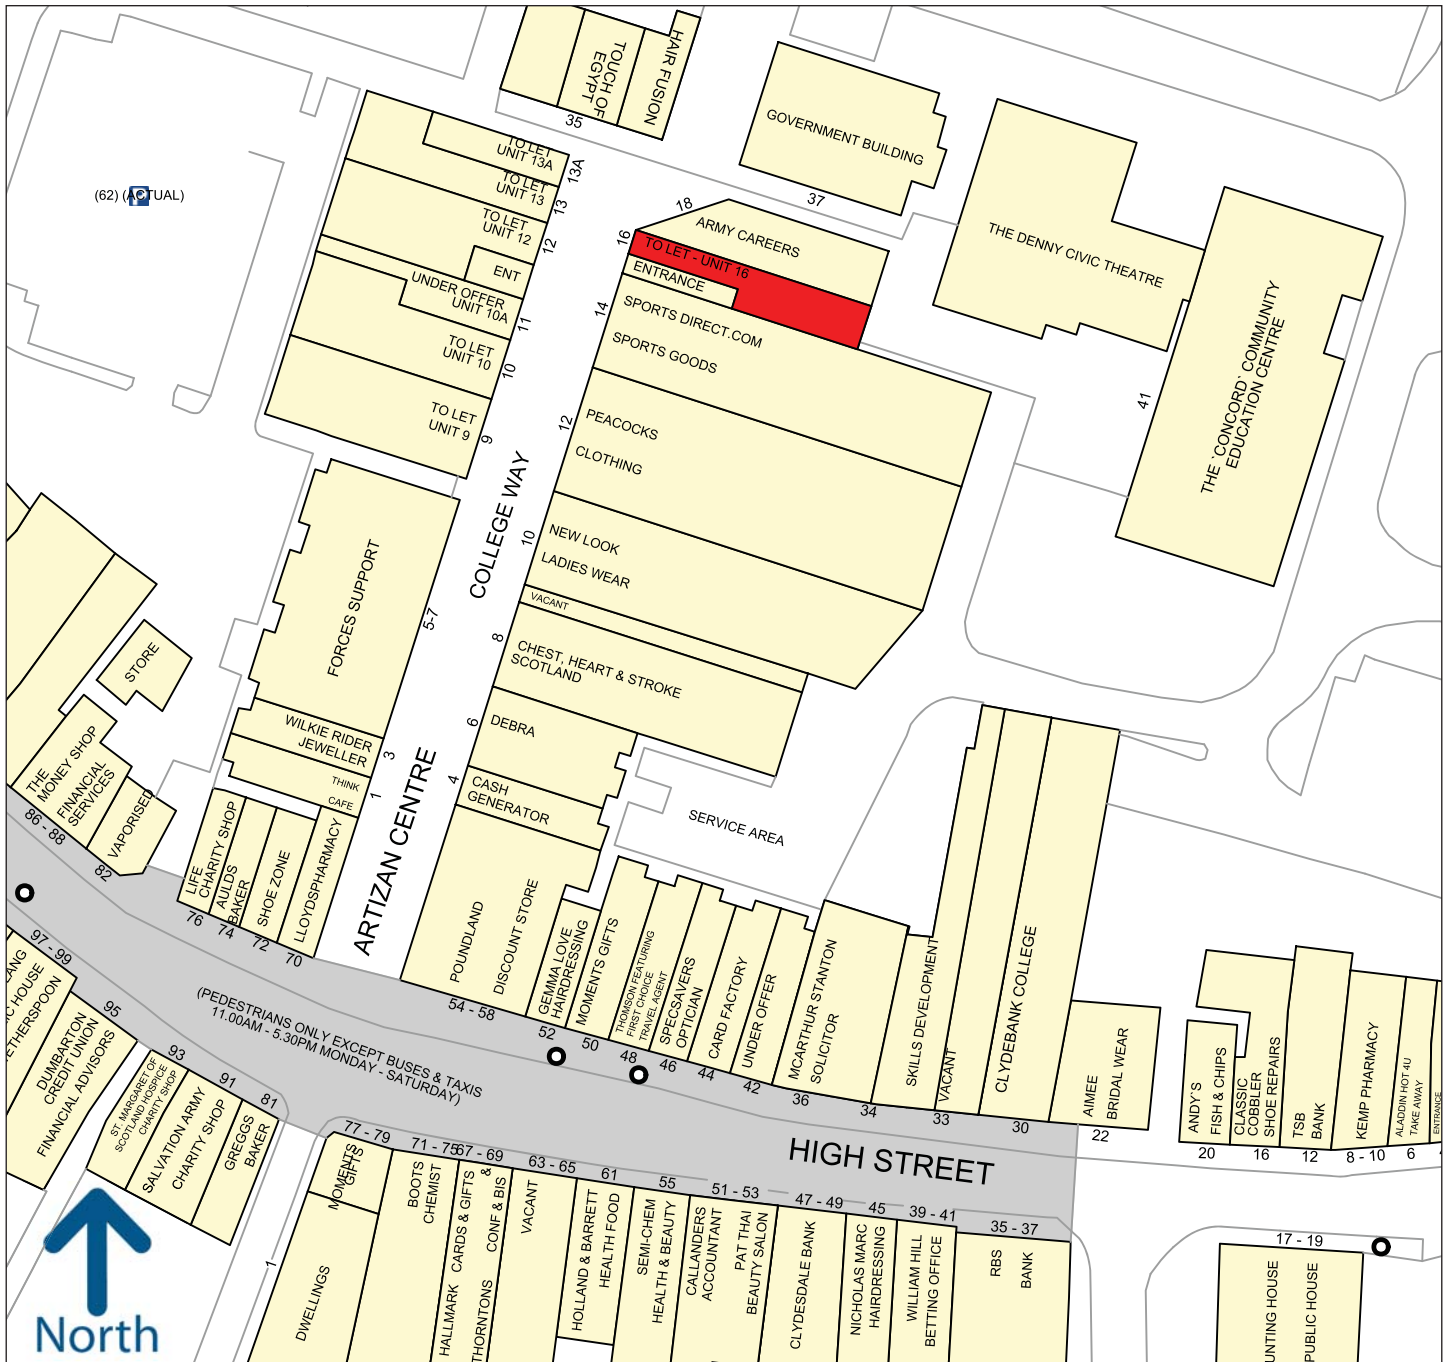 TOUCH OF
EGYPT
HAIR FUSION
35
GOVERNMENT BUILDING
37
TO LET
UNIT 13A
13A
TO LET
UNIT 13
13
TO LET
UNIT 12
12
ENT
UNDER OFFER
UNIT 10A
11
TO LET
UNIT 10
10
TO LET
UNIT 9
9
(62) (ACTUAL)
18
ARMY CAREERS
16
TO LET - UNIT 16
ENTRANCE
14
SPORTS DIRECT.COM
SPORTS GOODS
12
PEACOCKS
CLOTHING
10
NEW LOOK
LADIES WEAR
VACANT
8
CHEST, HEART & STROKE
SCOTLAND
6
DEBRA
4
CASH
GENERATOR
THE DENNY CIVIC THEATRE
41
THE `CONCORD` COMMUNITY
EDUCATION CENTRE
COLLEGE WAY
FORCES SUPPORT
5-7
WILKIE RIDER
JEWELLER
3
THINK
CAFE
1
ARTIZAN CENTRE
SERVICE AREA
STORE
THE
MONEY SHOP
FINANCIAL
SERVICES
86 - 88
VAPORISED
82
LIFE
CHARITY SHOP
76
AULDS
BAKER
74
SHOE ZONE
72
LLOYDSPHARMACY
70
POUNDLAND
DISCOUNT STORE
54 - 58
GEMMA LOVE
HAIRDRESSING
52
MOMENTS GIFTS
50
THOMSON FEATURING
FIRST CHOICE
TRAVEL AGENT
48
SPECSAVERS
OPTICIAN
46
CARD FACTORY
44
UNDER OFFER
42
MCARTHUR STANTON
SOLICITOR
36
SKILLS DEVELOPMENT
34
VACANT
33
CLYDEBANK COLLEGE
30
AIMEE
BRIDAL WEAR
22
ANDY`S
FISH & CHIPS
20
CLASSIC
COBBLER
SHOE REPAIRS
16
TSB
BANK
12
KEMP PHARMACY
8 - 10
ALADDIN HOT 4U
TAKE AWAY
6
ENTRANCE
(PEDESTRIANS ONLY EXCEPT BUSES & TAXIS
11.00AM - 5.30PM MONDAY - SATURDAY)
HIGH STREET
97 - 99
95
DUMBARTON
CREDIT UNION
FINANCIAL ADVISORS
93
ST. MARGARET OF
SCOTLAND HOSPICE
CHARITY SHOP
91
SALVATION ARMY
CHARITY SHOP
81
GREGGS
BAKER
77 - 79
MOMENTS
GIFTS
DWELLINGS
1
71 - 75
BOOTS
CHEMIST
67 - 69
HALLMARK CARDS & GIFTS &
THORNTONS CONF & BIS
63 - 65
VACANT
61
HOLLAND & BARRETT
HEALTH FOOD
55
SEMI-CHEM
HEALTH & BEAUTY
51 - 53
CALLANDERS
ACCOUNTANT
PAT THAI
BEAUTY SALON
47 - 49
CLYDESDALE BANK
45
NICHOLAS MARC
HAIRDRESSING
39 - 41
WILLIAM HILL
BETTING OFFICE
35 - 37
RBS
BANK
17 - 19
UNTING HOUSE
PUBLIC HOUSE
North